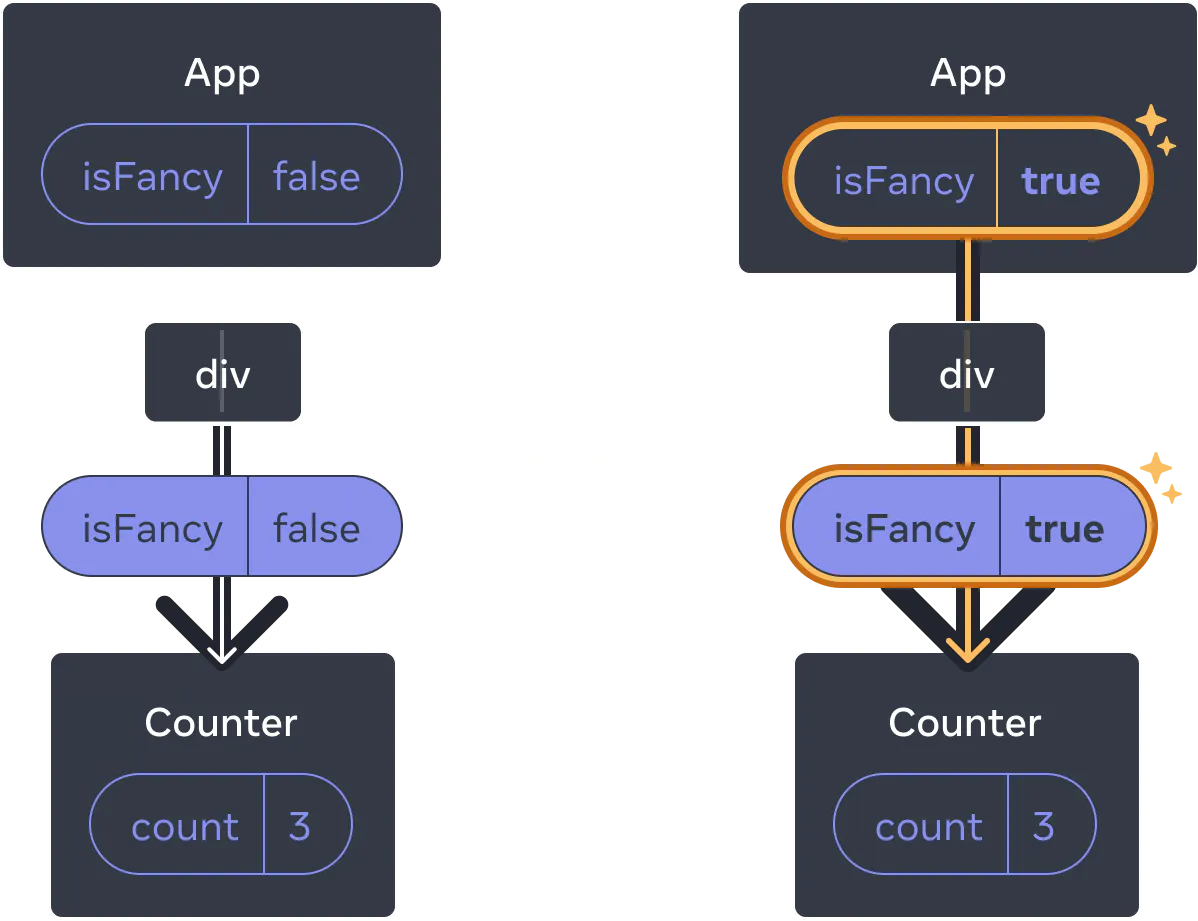 App
isFancy false
div
isFancy false
Counter
count 3
App
isFancy true
div
isFancy true
Counter
count 3